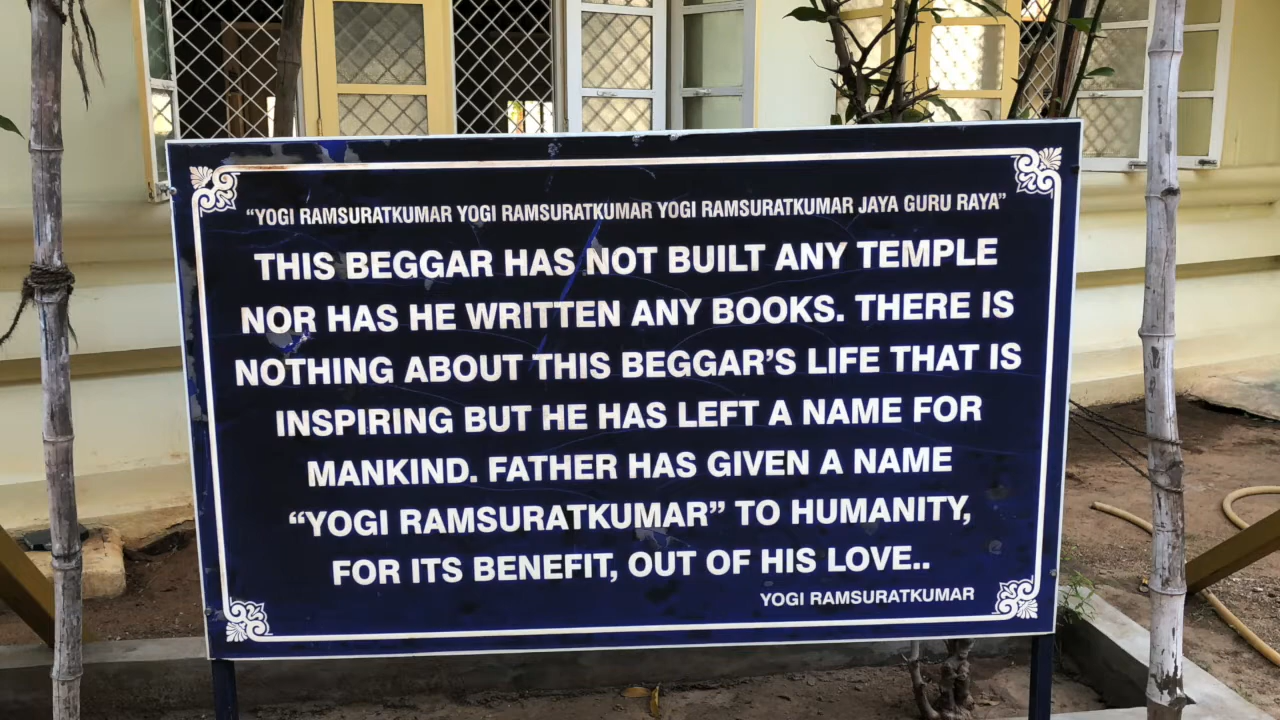 “YOGI RAMSURATKUMAR YOGI RAMSURATKUMAR YOGI RAMSURATKUMAR JAYA GURU RAYA”
THIS BEGGAR HAS NOT BUILT ANY TEMPLE
NOR HAS HE WRITTEN ANY BOOKS. THERE IS
NOTHING ABOUT THIS BEGGAR’S LIFE THAT IS
INSPIRING BUT HE HAS LEFT A NAME FOR
MANKIND. FATHER HAS GIVEN A NAME
“YOGI RAMSURATKUMAR” TO HUMANITY,
FOR ITS BENEFIT, OUT OF HIS LOVE..
YOGI RAMSURATKUMAR